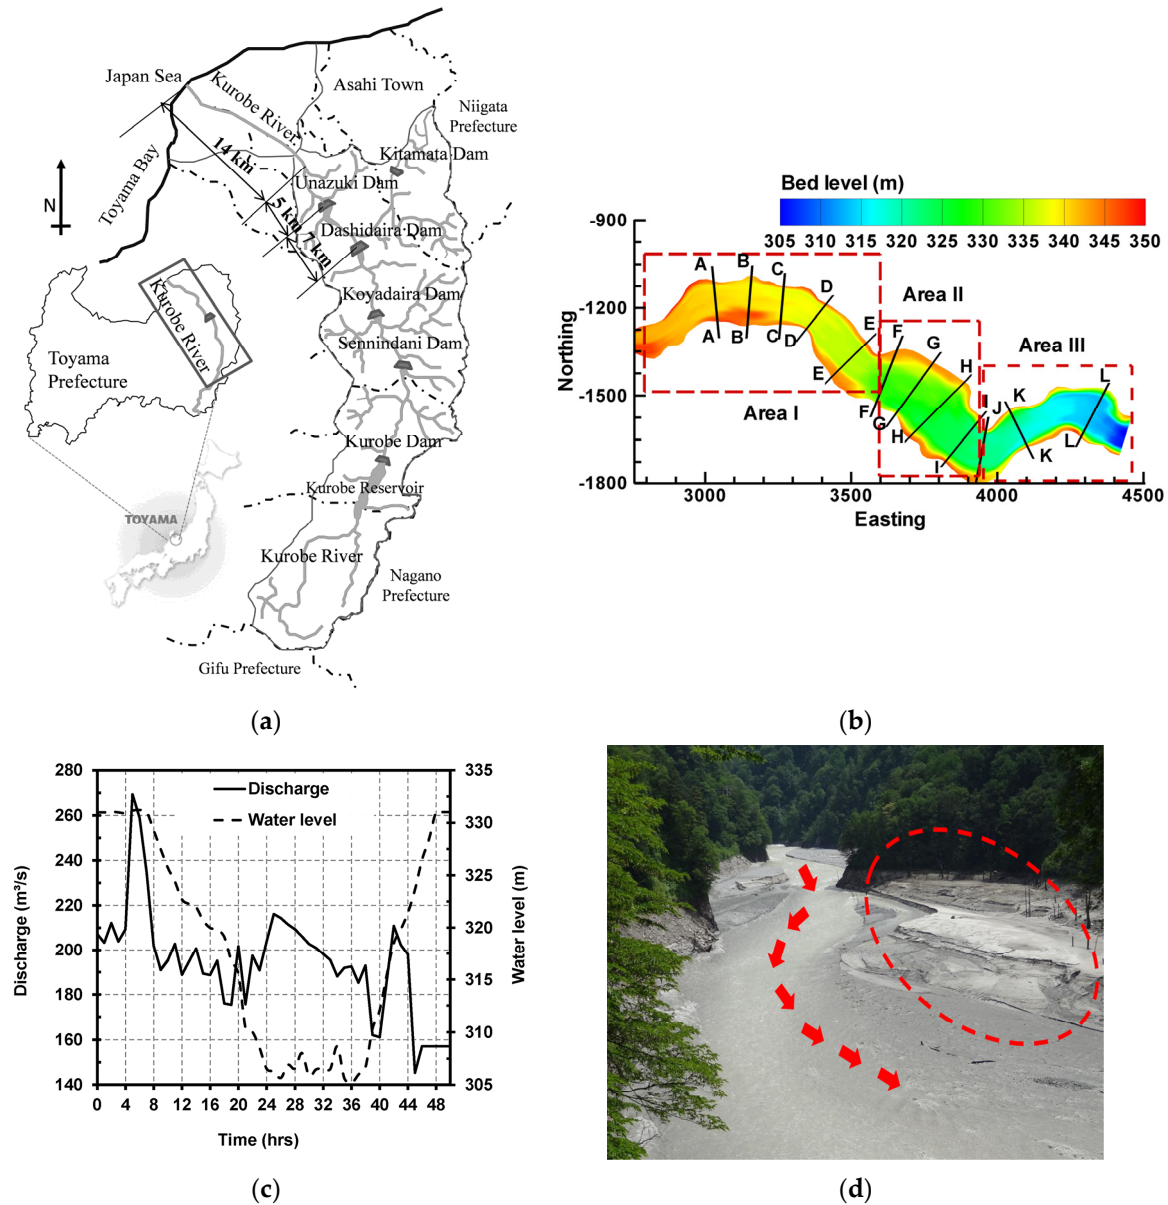 Japan Sea
Kurobe River
Asahi Town
Niigata
Prefecture
Toyama Bay
14 km
Kitamata Dam
Unazuki Dam
N
5 km
7 km
Dashidaira Dam
Koyadaira Dam
Kurobe River
Sennindani Dam
Toyama
Prefecture
Kurobe Dam
Kurobe Reservoir
TOYAMA
Kurobe River
Nagano
Prefecture
Gifu Prefecture
(a)
Bed level (m)
305 310 315 320 325 330 335 340 345 350
-900
-1200
-1500
-1800
Northing
3000 3500 4000 4500
Easting
Area I
Area II
Area III
A B C D E F G H I J K L
A B C D E F G H I K L
(b)
280
260
240
220
200
180
160
140
Discharge (m³/s)
Discharge
Water level
335
330
325
320
315
310
305
Water level (m)
0 4 8 12 16 20 24 28 32 36 40 44 48
Time (hrs)
(c)
(d)